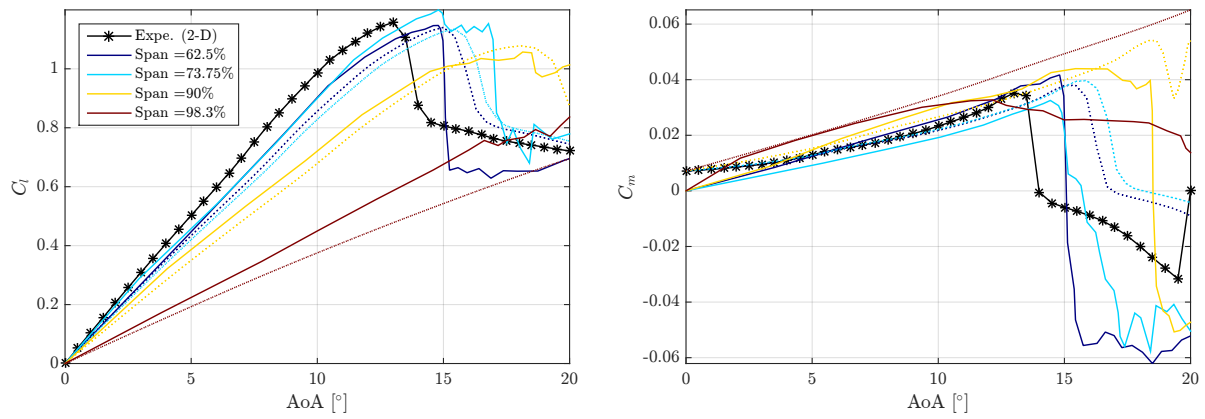 1
0.8
0.6
0.4
0.2
0
C_l
Expe. (2-D)
Span =62.5%
Span =73.75%
Span =90%
Span =98.3%
0 5 10 15 20
AoA [°]
0.06
0.04
0.02
0
-0.02
-0.04
-0.06
C_m
0 5 10 15 20
AoA [°]